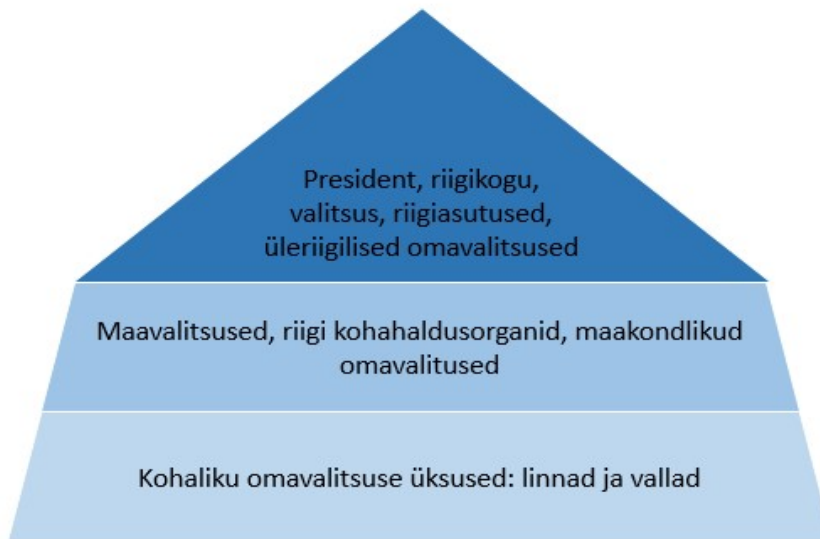 President, riigikogu,
valitsus, riigiasutused,
üleriigilised omavalitsused
Maavalitsused, riigi kohahaldusorganid, maakondlikud
omavalitused
Kohaliku omavalitsuse üksused: linnad ja vallad